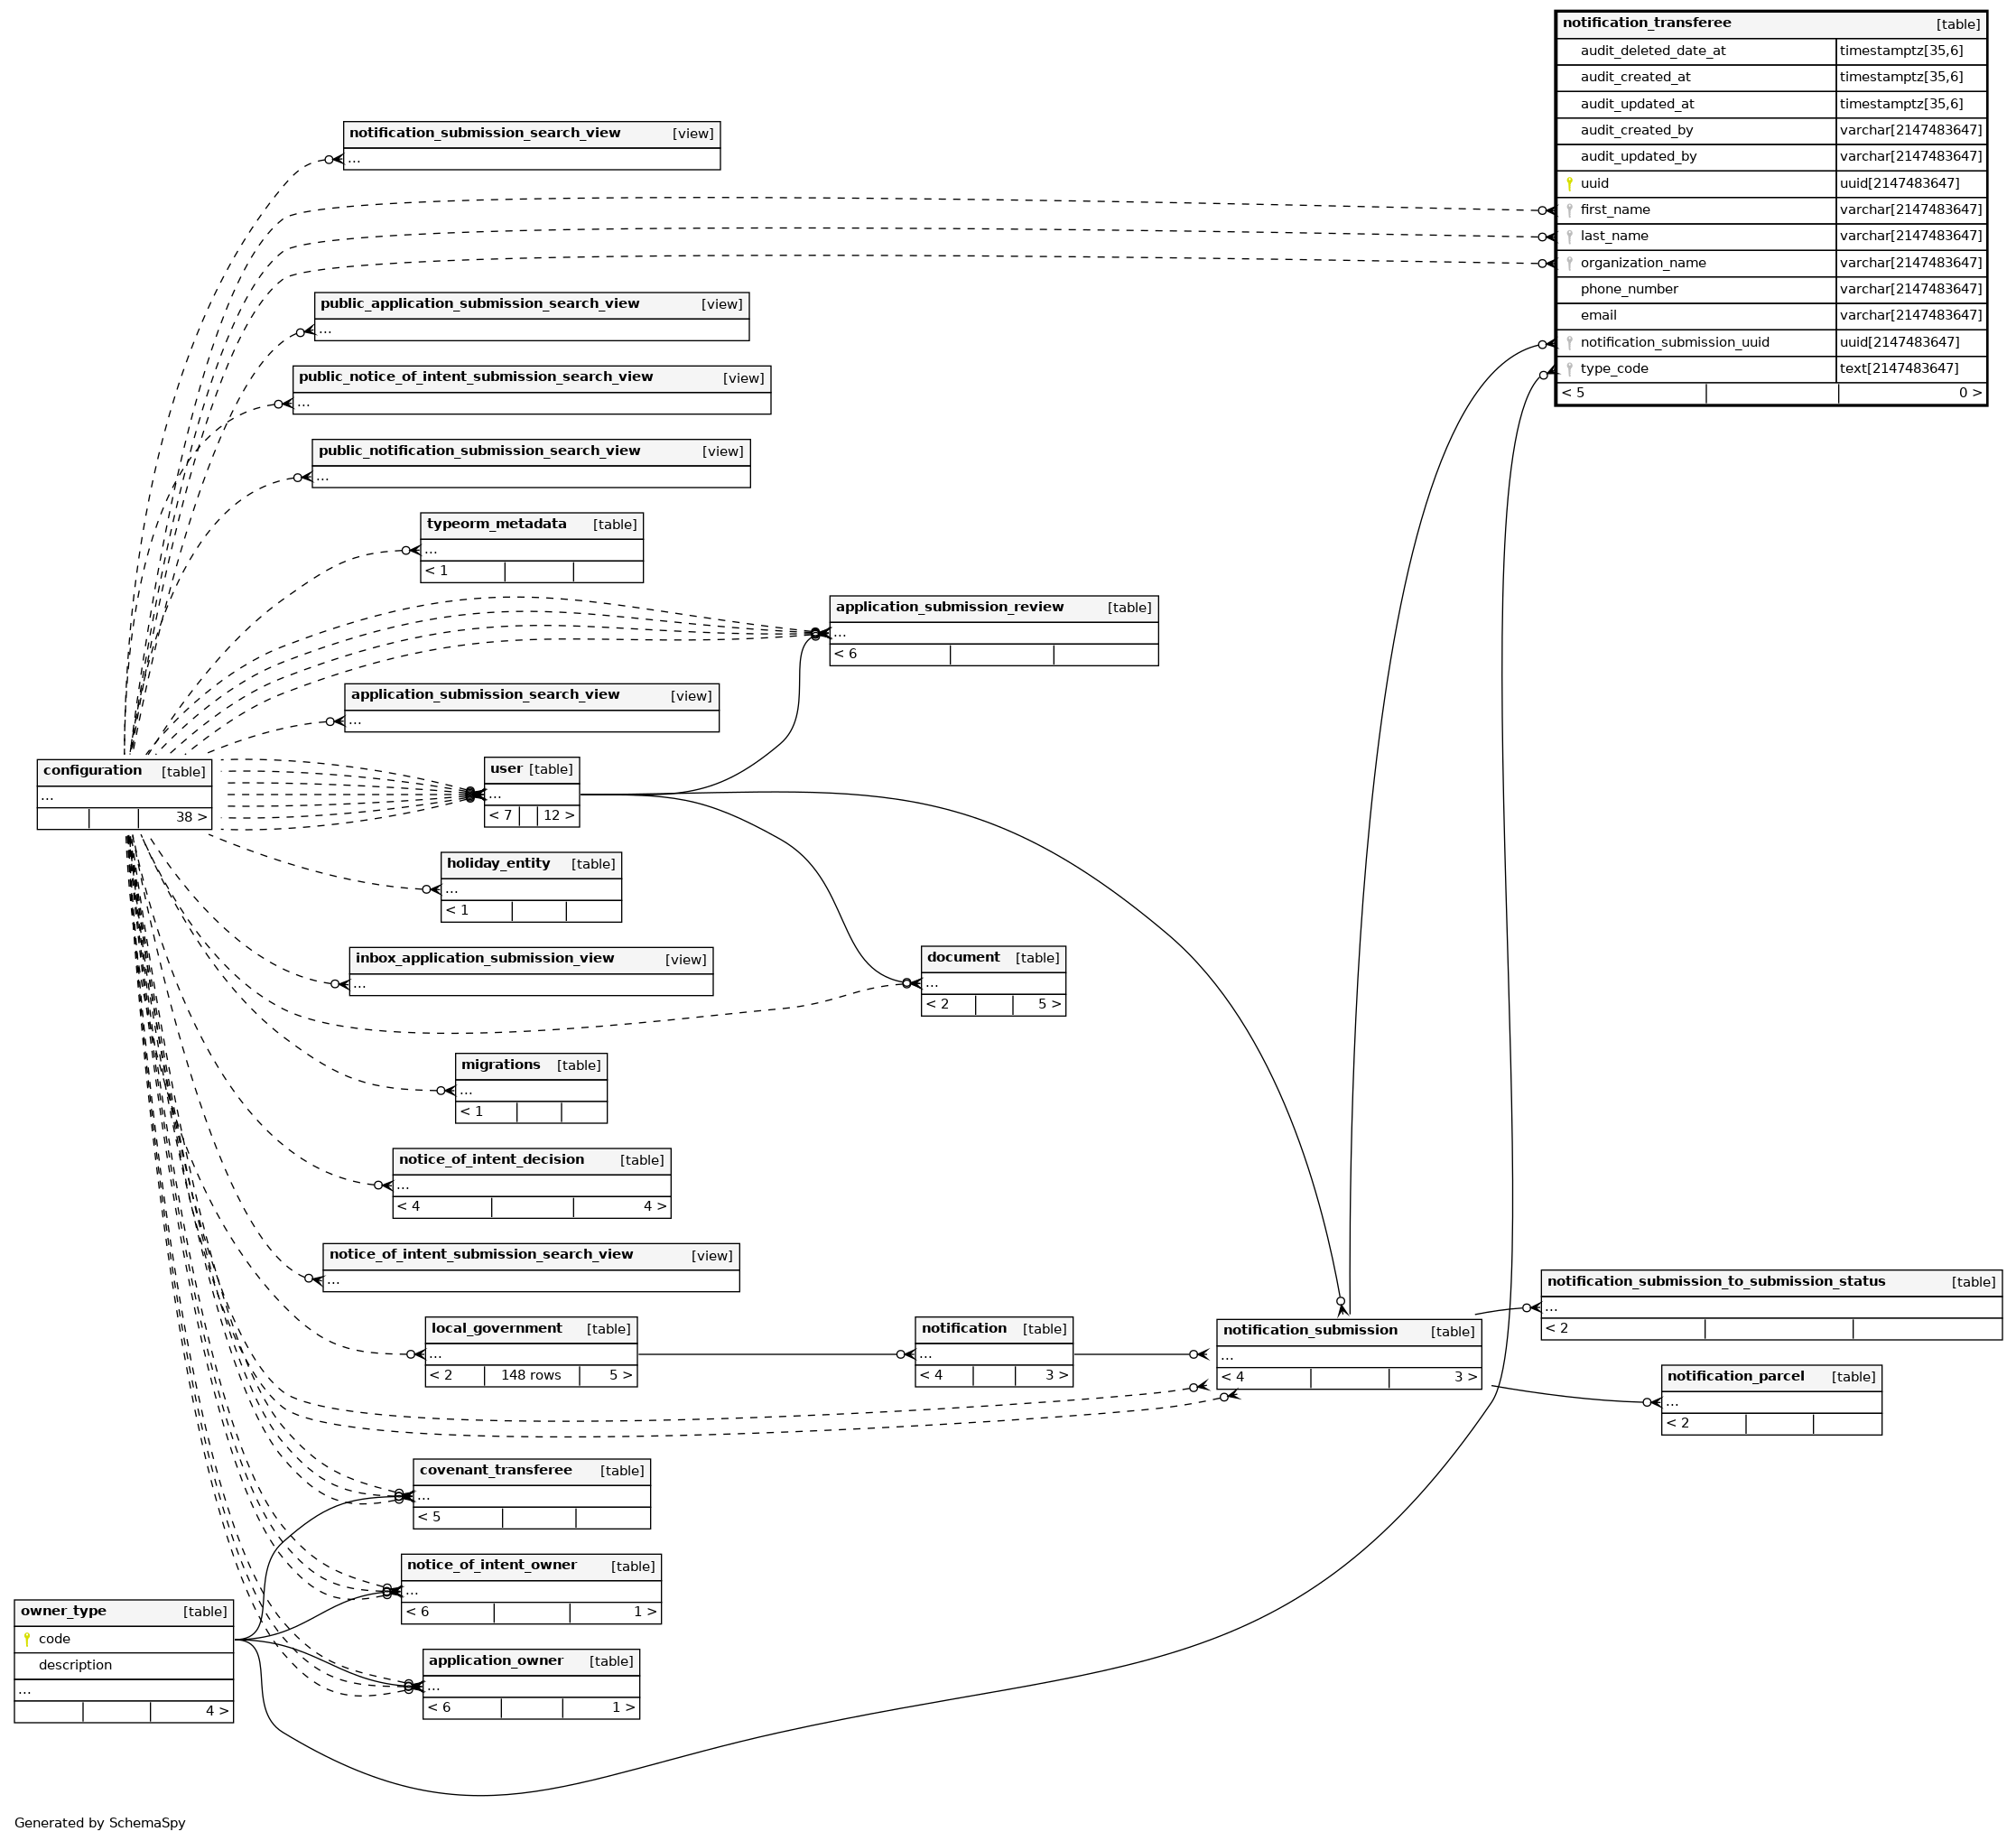 notification_transferee [table]
audit_deleted_date_at timestamptz[35,6]
audit_created_at timestamptz[35,6]
audit_updated_at timestamptz[35,6]
audit_created_by varchar[2147483647]
audit_updated_by varchar[2147483647]
uuid uuid[2147483647]
first_name varchar[2147483647]
last_name varchar[2147483647]
organization_name varchar[2147483647]
phone_number varchar[2147483647]
email varchar[2147483647]
notification_submission_uuid uuid[2147483647]
type_code text[2147483647]
< 5 0 >
notification_submission_search_view [view]
...
public_application_submission_search_view [view]
...
public_notice_of_intent_submission_search_view [view]
...
public_notification_submission_search_view [view]
...
typeorm_metadata [table]
...
< 1
application_submission_review [table]
...
< 6
application_submission_search_view [view]
...
configuration [table]
...
38 >
user [table]
...
< 7 12 >
holiday_entity [table]
...
< 1
inbox_application_submission_view [view]
...
document [table]
...
< 2 5 >
migrations [table]
...
< 1
notice_of_intent_decision [table]
...
< 4 4 >
notice_of_intent_submission_search_view [view]
...
local_government [table]
...
< 2 148 rows 5 >
notification [table]
...
< 4 3 >
notification_submission [table]
...
< 4 3 >
notification_submission_to_submission_status [table]
...
< 2
notification_parcel [table]
...
< 2
covenant_transferee [table]
...
< 5
notice_of_intent_owner [table]
...
< 6 1 >
owner_type [table]
code
description
...
4 >
application_owner [table]
...
< 6 1 >
Generated by SchemaSpy